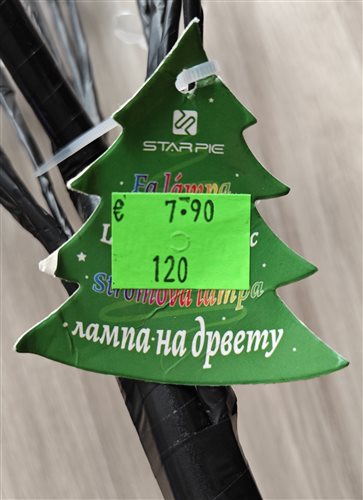 STARPIE
Fa lámpa
€ 7.90
L c
120
Stromová lampa
лампа на дрвету